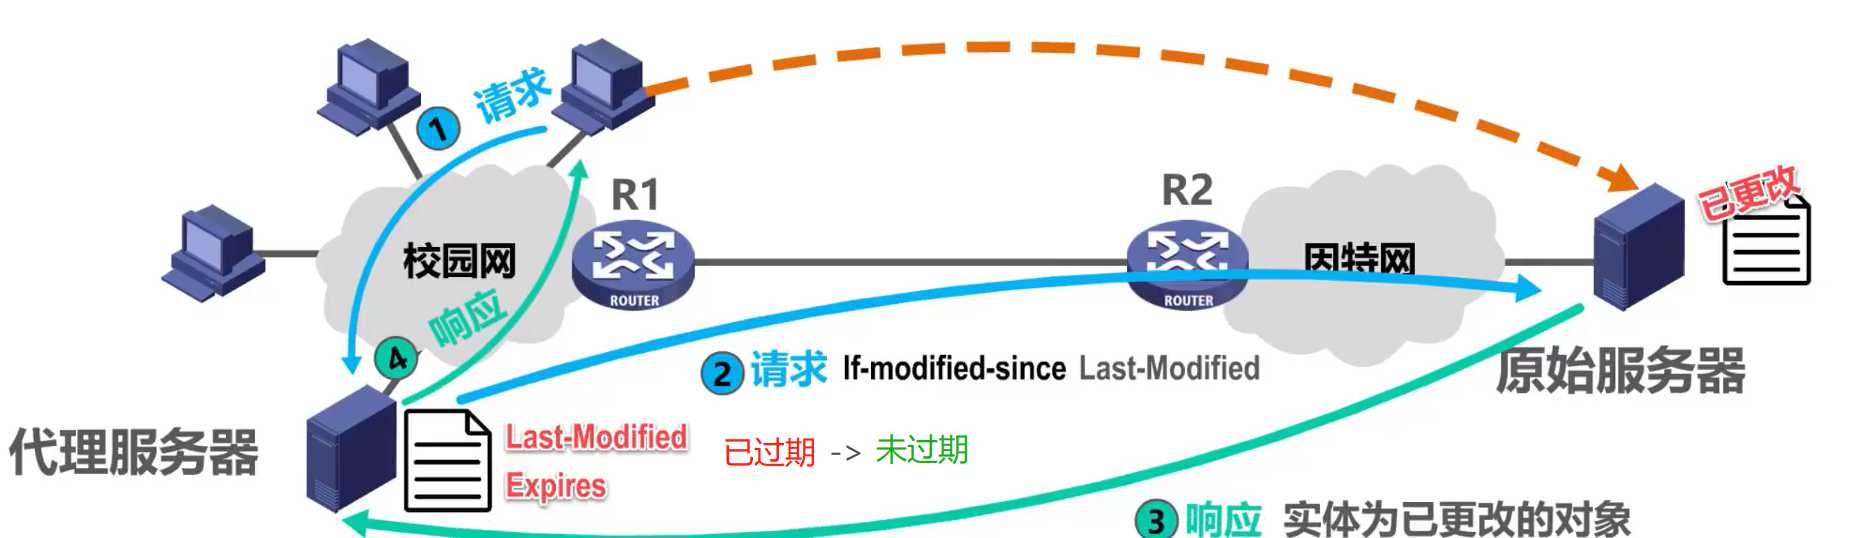 1 请求
R1
R2
已更改
校园网
因特网
ROUTER
ROUTER
4 响应
2 请求 If-modified-since Last-Modified
原始服务器
代理服务器
Last-Modified
Expires
已过期 -> 未过期
3 响应 实体为已更改的对象